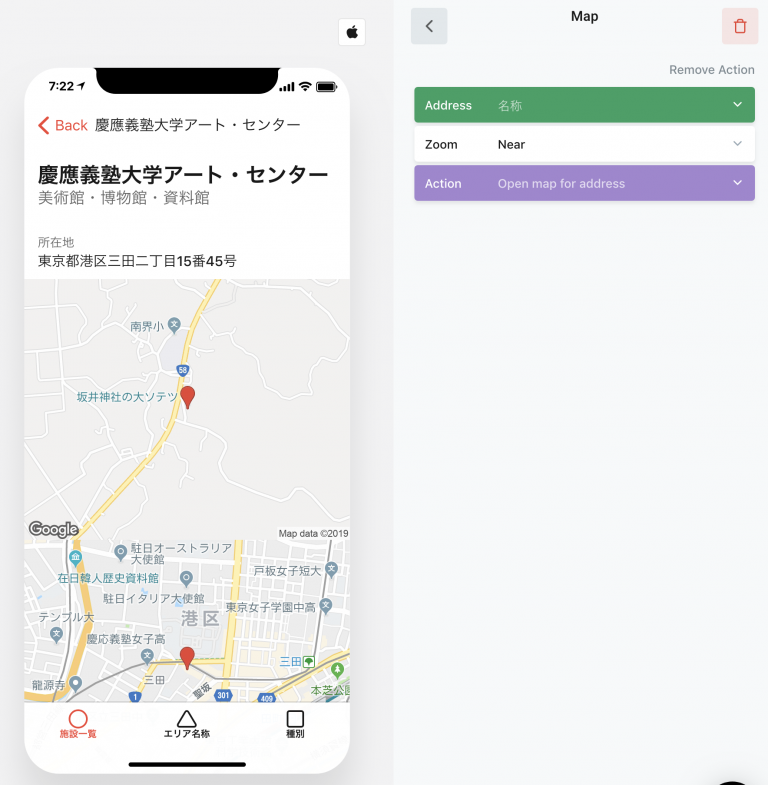 Map
Remove Action
Address 名称
Zoom Near
Action Open map for address
7:22
Back 慶應義塾大学アート・センター
慶應義塾大学アート・センター
美術館・博物館・資料館
所在地
東京都港区三田二丁目15番45号
南界小
58
坂井神社の大ソテツ
Google
Map data ©2019
駐日オーストラリア
大使館
戸板女子短大
在日韓人歴史資料館
駐日イタリア大使館
東京女子学園中高
テンプル大
港区
慶応義塾女子高
三田
三田
龍源寺
聖坂
1
301
409
本芝公園
施設一覧
エリア名称
種別